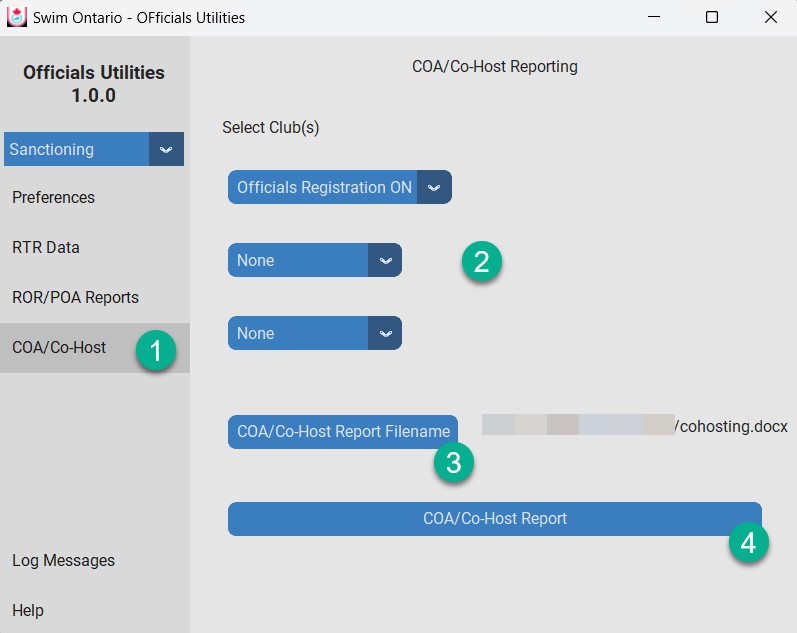 Swim Ontario - OFficials Utilities
Officials Utilities
1.0.0
Sanctioning
Preferences
RTR Data
ROR/POA Reports
COA/Co-Host
1
Log Messages
Help
COA/Co-Host Reporting
Select Club(s)
Officials Registration ON
None
2
None
COA/Co-Host Report Filename
/cohosting.docx
3
COA/Co-Host Report
4